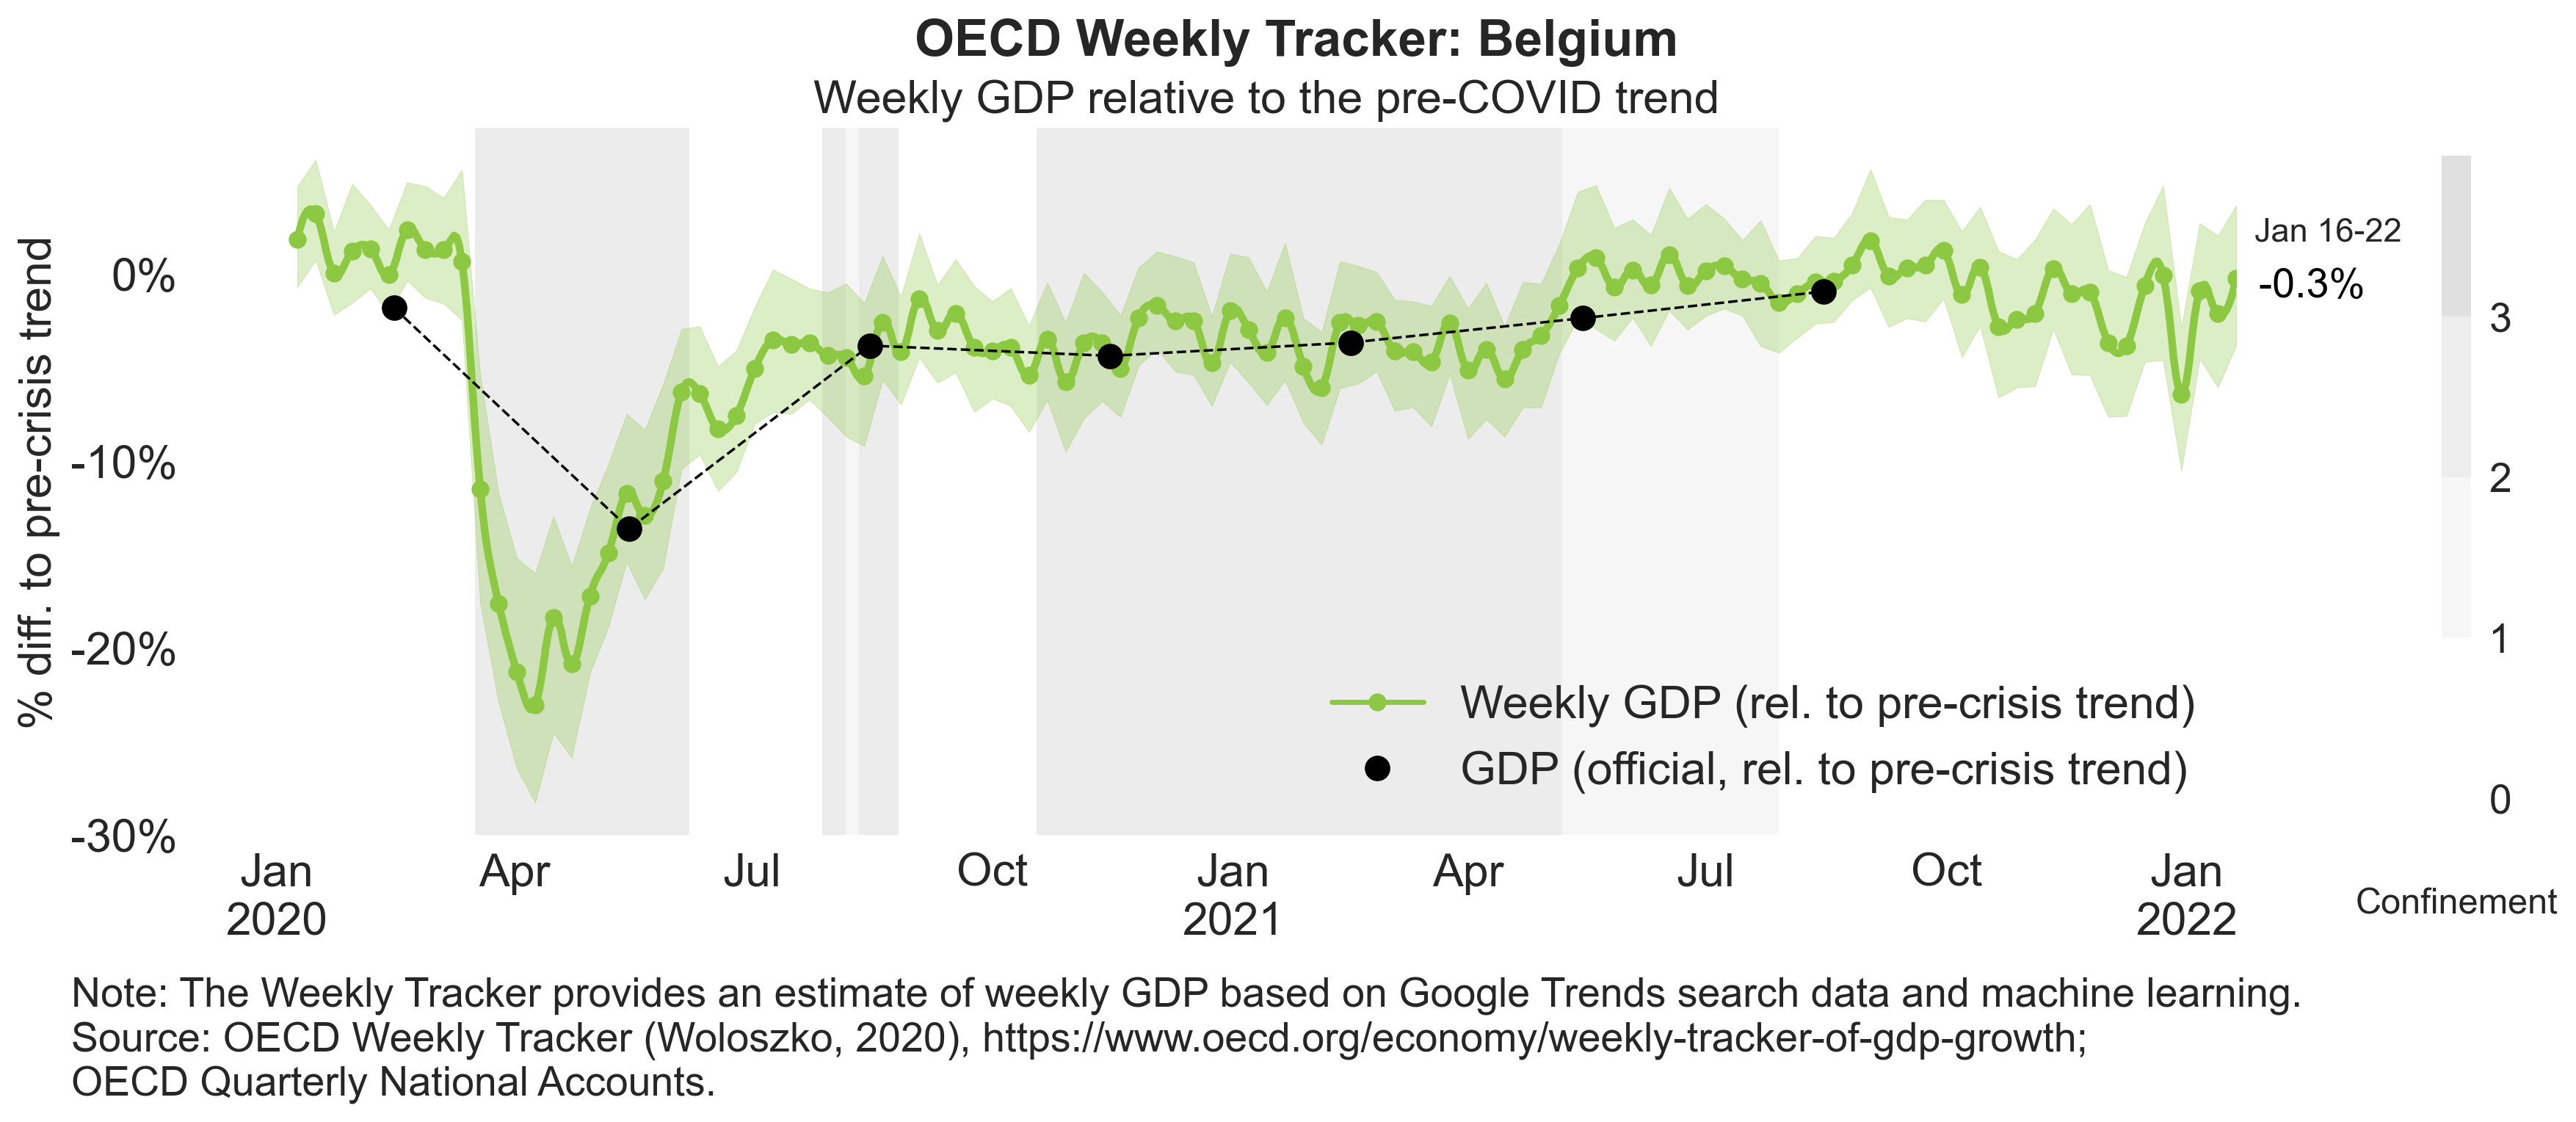 OECD Weekly Tracker: Belgium
Weekly GDP relative to the pre-COVID trend
% diff. to pre-crisis trend
0%
-10%
-20%
-30%
Jan 16-22
-0.3%
3
2
1
0
Confinement
Weekly GDP (rel. to pre-crisis trend)
GDP (official, rel. to pre-crisis trend)
Jan Apr Jul Oct Jan Apr Jul Oct Jan
2020 2021 2022
Note: The Weekly Tracker provides an estimate of weekly GDP based on Google Trends search data and machine learning.
Source: OECD Weekly Tracker (Woloszko, 2020), https://www.oecd.org/economy/weekly-tracker-of-gdp-growth;
OECD Quarterly National Accounts.